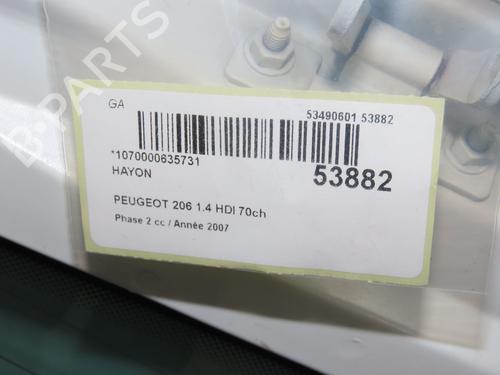 B-PARTS
GA
53490601 53882
*1070000635731
HAYON
53882
PEUGEOT 206 1.4 HDI 70ch
Phase 2 cc / Année 2007